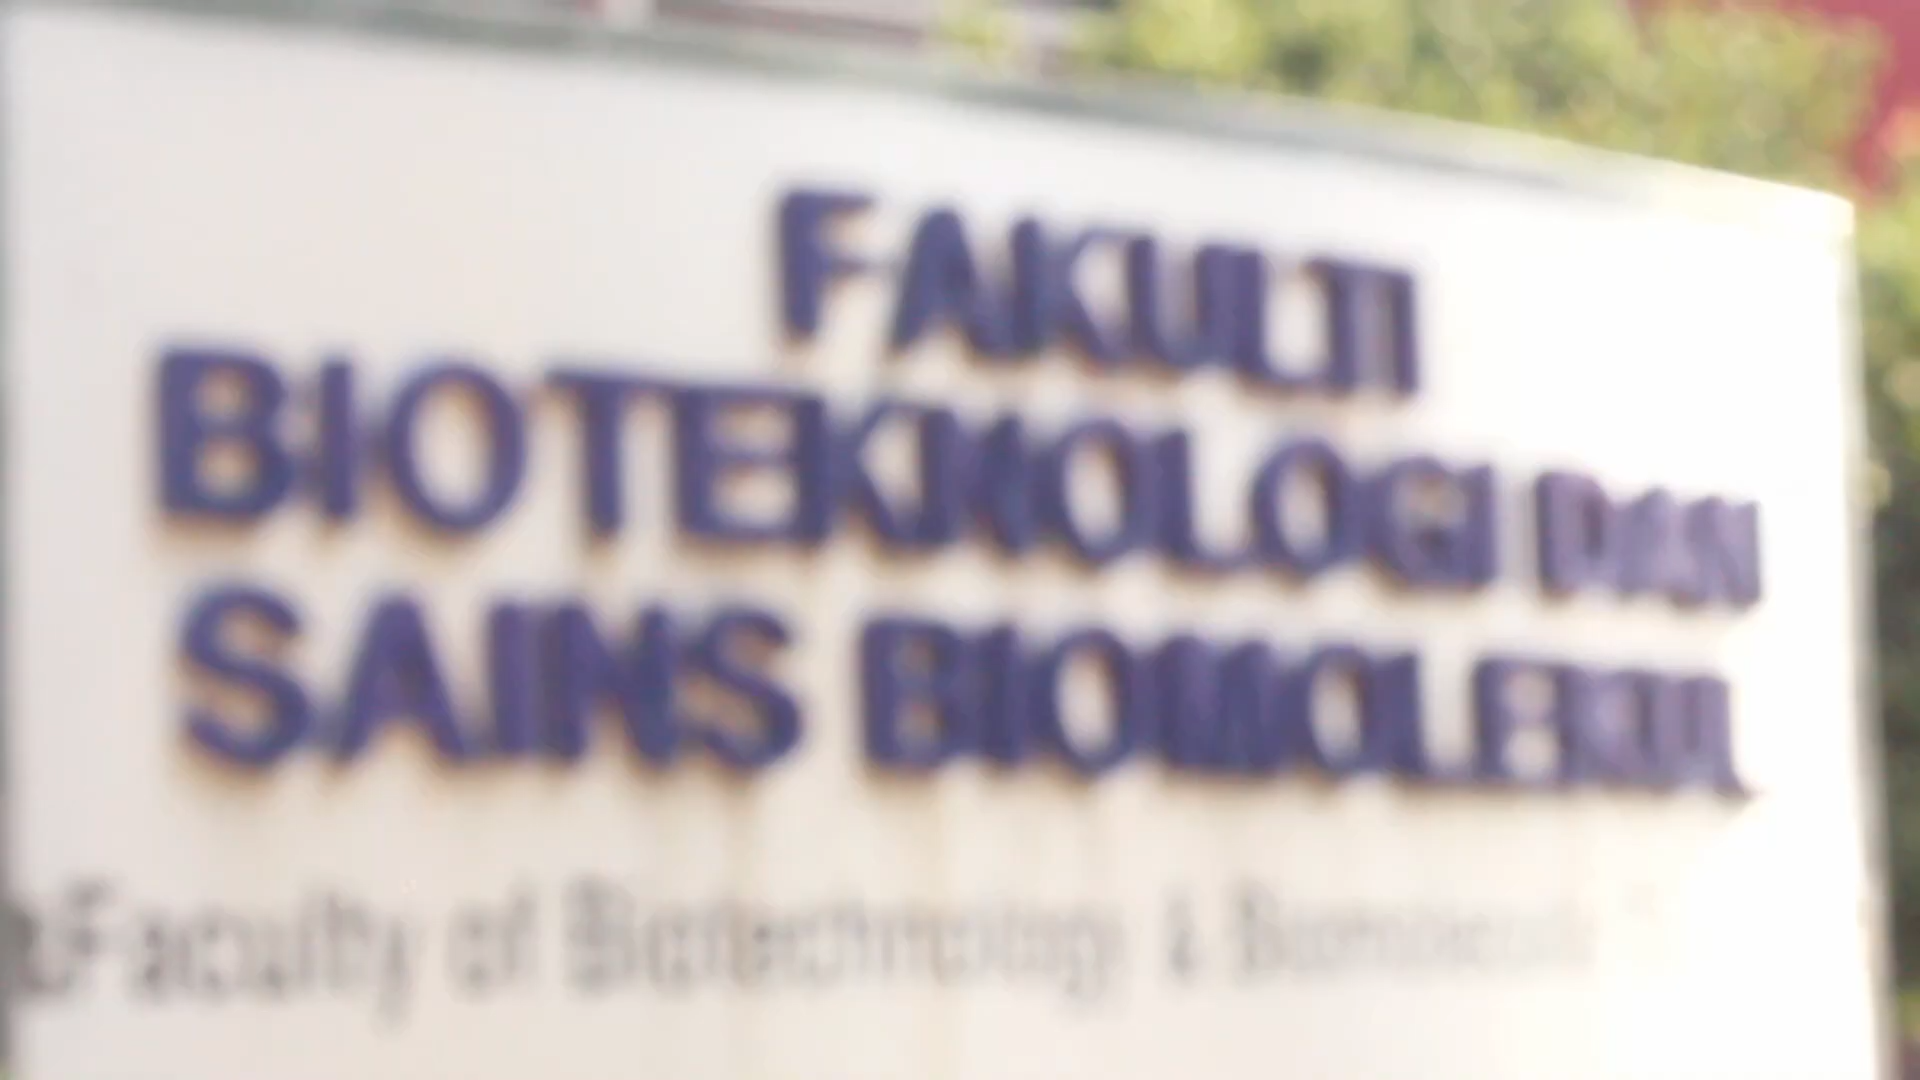 FAKULTI
BIOTEKNOLOGI DAN
SAINS BIOMOLEKUL
Faculty of Biotechnology &